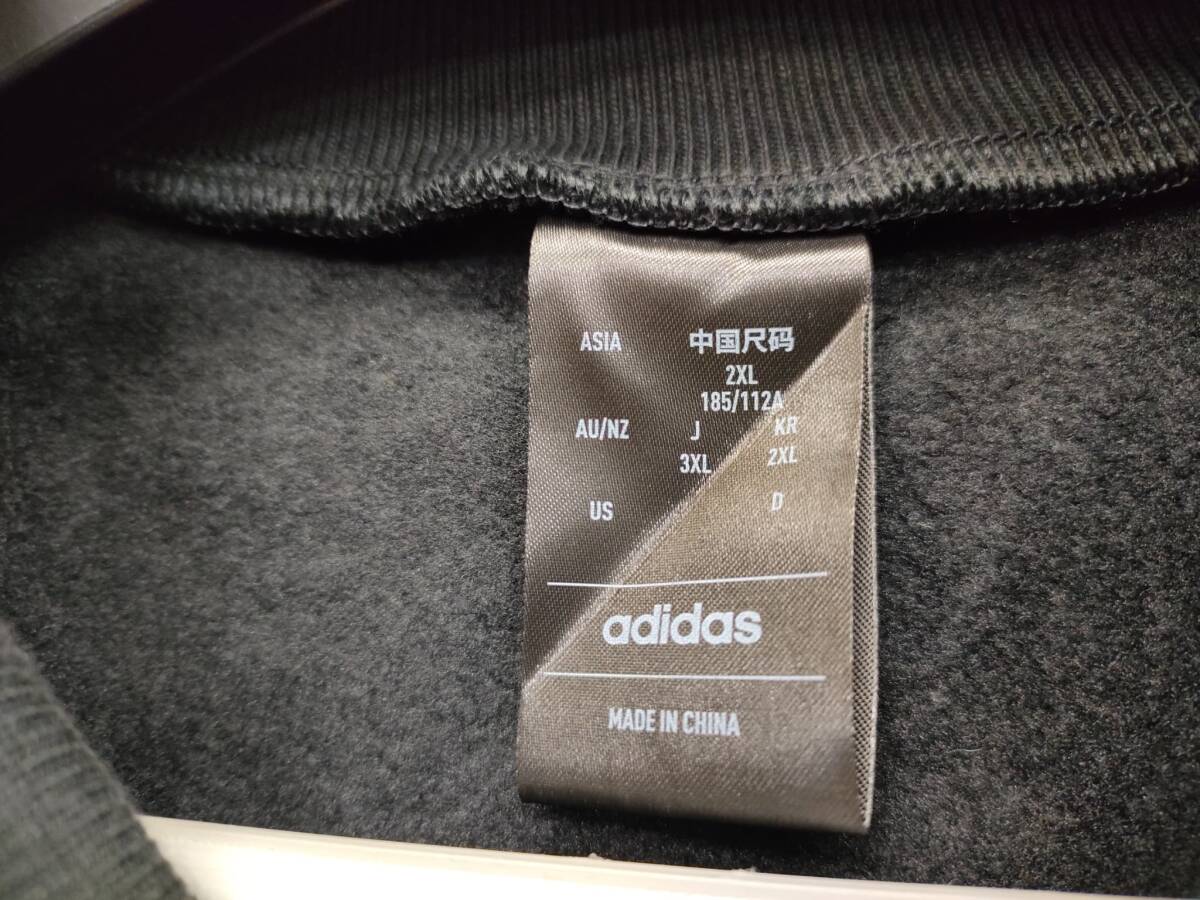 ASIA 中国尺码
2XL
185/112A
AU/NZ J KR
3XL 2XL
US D
adidas
MADE IN CHINA